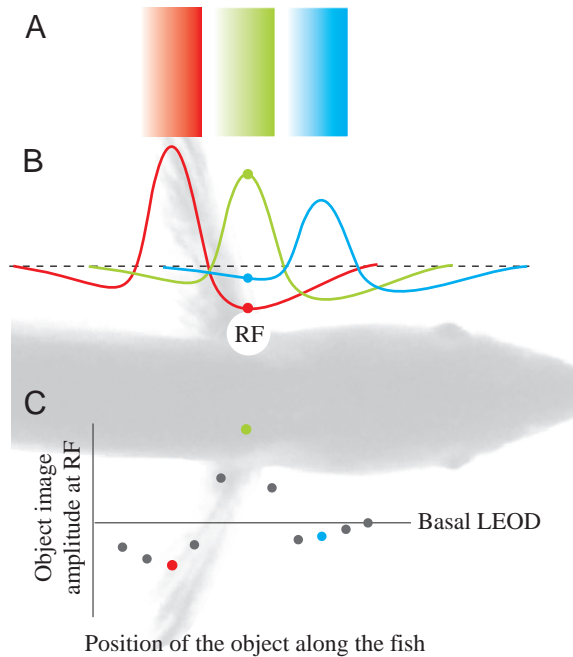 A
B
RF
C
Object image
amplitude at RF
Basal LEOD
Position of the object along the fish